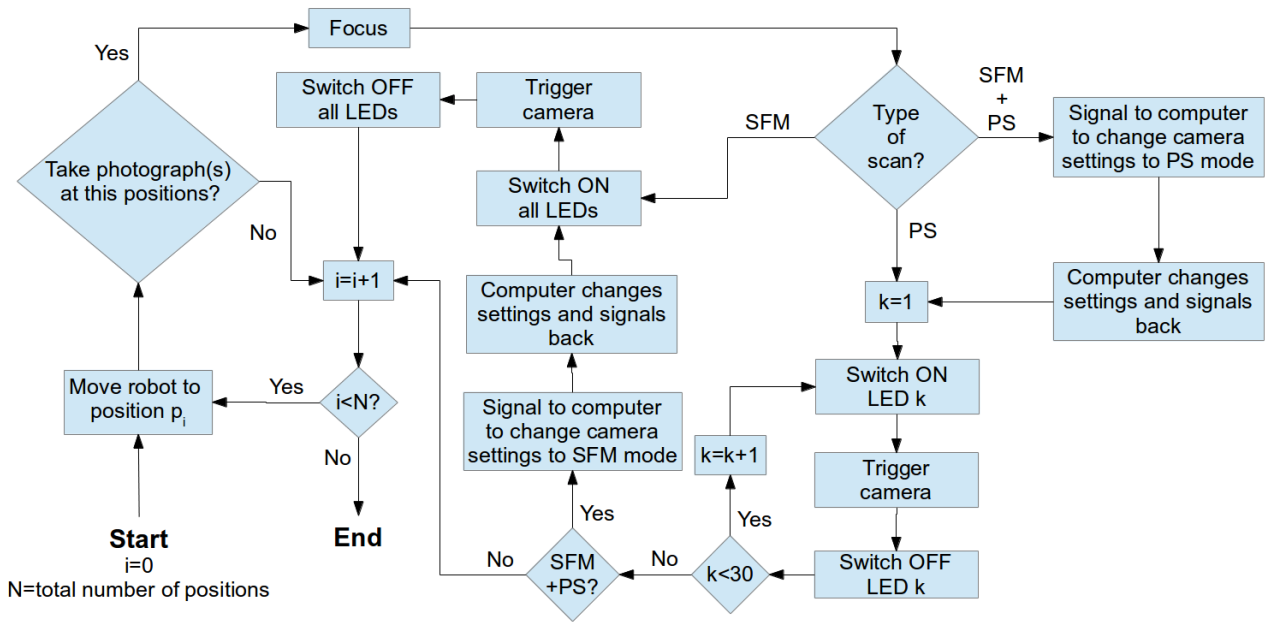 Focus
Yes
Switch OFF
all LEDs
Trigger
camera
Type
of
scan?
SFM
+
PS
SFM
Signal to computer
to change camera
settings to PS mode
Take photograph(s)
at this positions?
Switch ON
all LEDs
No
PS
i=i+1
Computer changes
settings and signals
back
k=1
Computer changes
settings and signals
back
Move robot to
position pi
Yes
i<N?
Switch ON
LED k
Signal to computer
to change camera
settings to SFM mode
k=k+1
No
Trigger
camera
Start
i=0
N=total number of positions
End
Yes
Yes
No
SFM
+PS?
No
k<30
Switch OFF
LED k